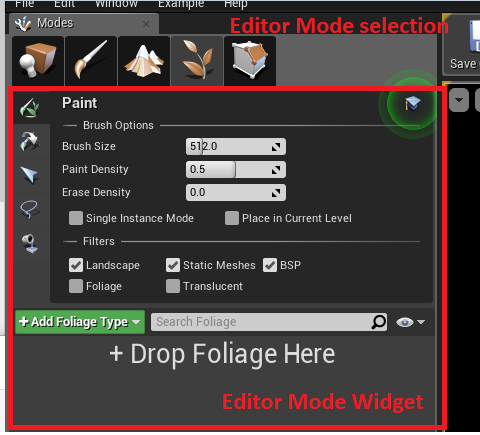 File Edit Window Example Help
Editor Mode selection
Modes
Save
Paint
Brush Options
Brush Size 512.0
Paint Density 0.5
Erase Density 0.0
Single Instance Mode Place in Current Level
Filters
Landscape Static Meshes BSP
Foliage Translucent
+ Add Foliage Type Search Foliage
+ Drop Foliage Here
Editor Mode Widget